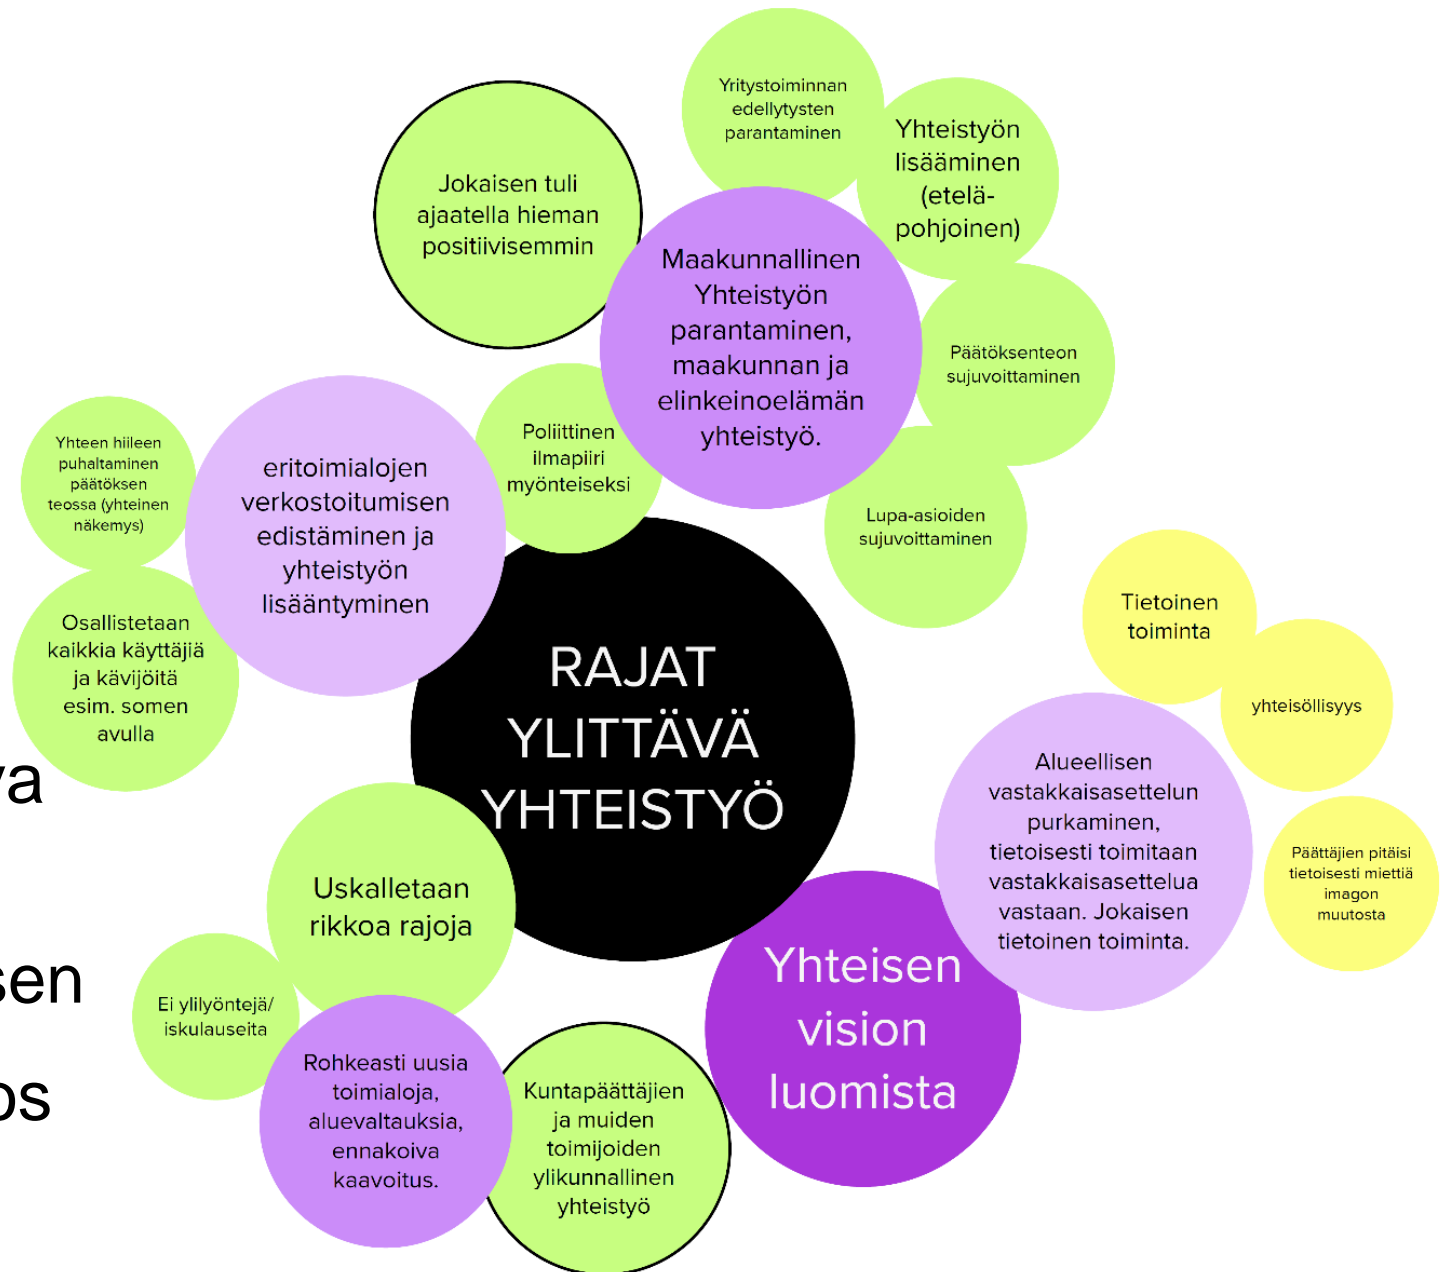 Yritystoiminnan
edellytysten
parantaminen
Yhteistyön
lisääminen
(etelä-
pohjoinen)
Jokaisen tuli
ajaatella hieman
positiivisemmin
Maakunnallinen
Yhteistyön
parantaminen,
maakunnan ja
elinkeinoelämän
yhteistyö.
Päätöksenteon
sujuvoittaminen
Poliittinen
ilmapiiri
myönteiseksi
Lupa-asioiden
sujuvoittaminen
Yhteen hiileen
puhaltaminen
päätöksen
teossa (yhteinen
näkemys)
eritoimialojen
verkostoitumisen
edistäminen ja
yhteistyön
lisääntyminen
Osallistetaan
kaikkia käyttäjiä
ja kävijöitä
esim. somen
avulla
RAJAT
YLITTÄVÄ
YHTEISTYÖ
Tietoinen
toiminta
yhteisöllisyys
Alueellisen
vastakkaisasettelun
purkaminen,
tietoisesti toimitaan
vastakkaisasettelua
vastaan. Jokaisen
tietoinen toiminta.
Päättäjien pitäisi
tietoisesti miettiä
imagon
muutosta
va
sen
os
Uskalletaan
rikkoa rajoja
Ei ylilyöntejä/
iskulauseita
Rohkeasti uusia
toimialoja,
aluevaltauksia,
ennakoiva
kaavoitus.
Kuntapäättäjien
ja muiden
toimijoiden
ylikunnallinen
yhteistyö
Yhteisen
vision
luomista